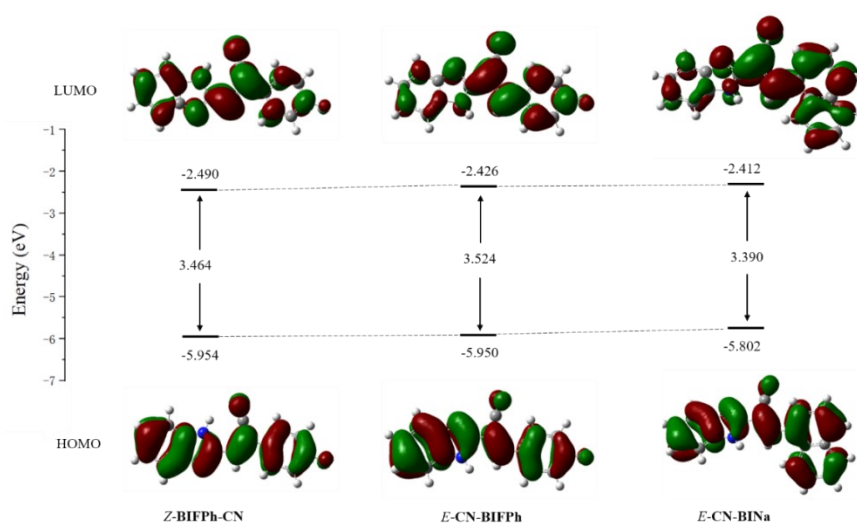 LUMO
-1
-2.490
-2.426
-2.412
-2
-3
Energy (eV)
-4
3.464
3.524
3.390
-5
-6
-5.954
-5.950
-5.802
-7
HOMO
Z-BIFPh-CN
E-CN-BIFPh
E-CN-BINa